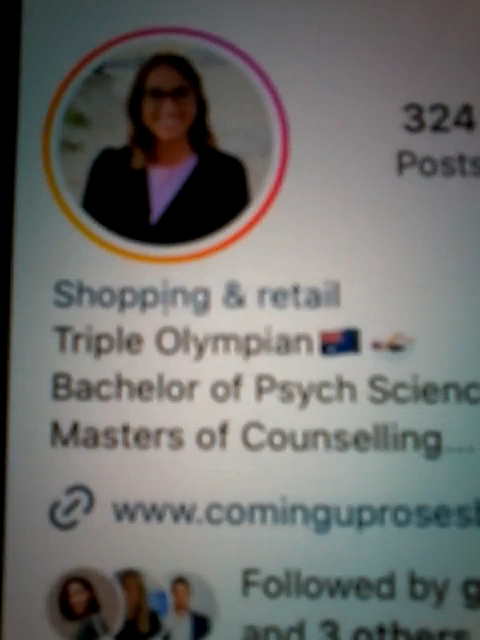 324
Posts
Shopping & retail
Triple Olympian
Bachelor of Psych Scienc
Masters of Counselling...
www.cominguproses
Followed by g
and 3 others